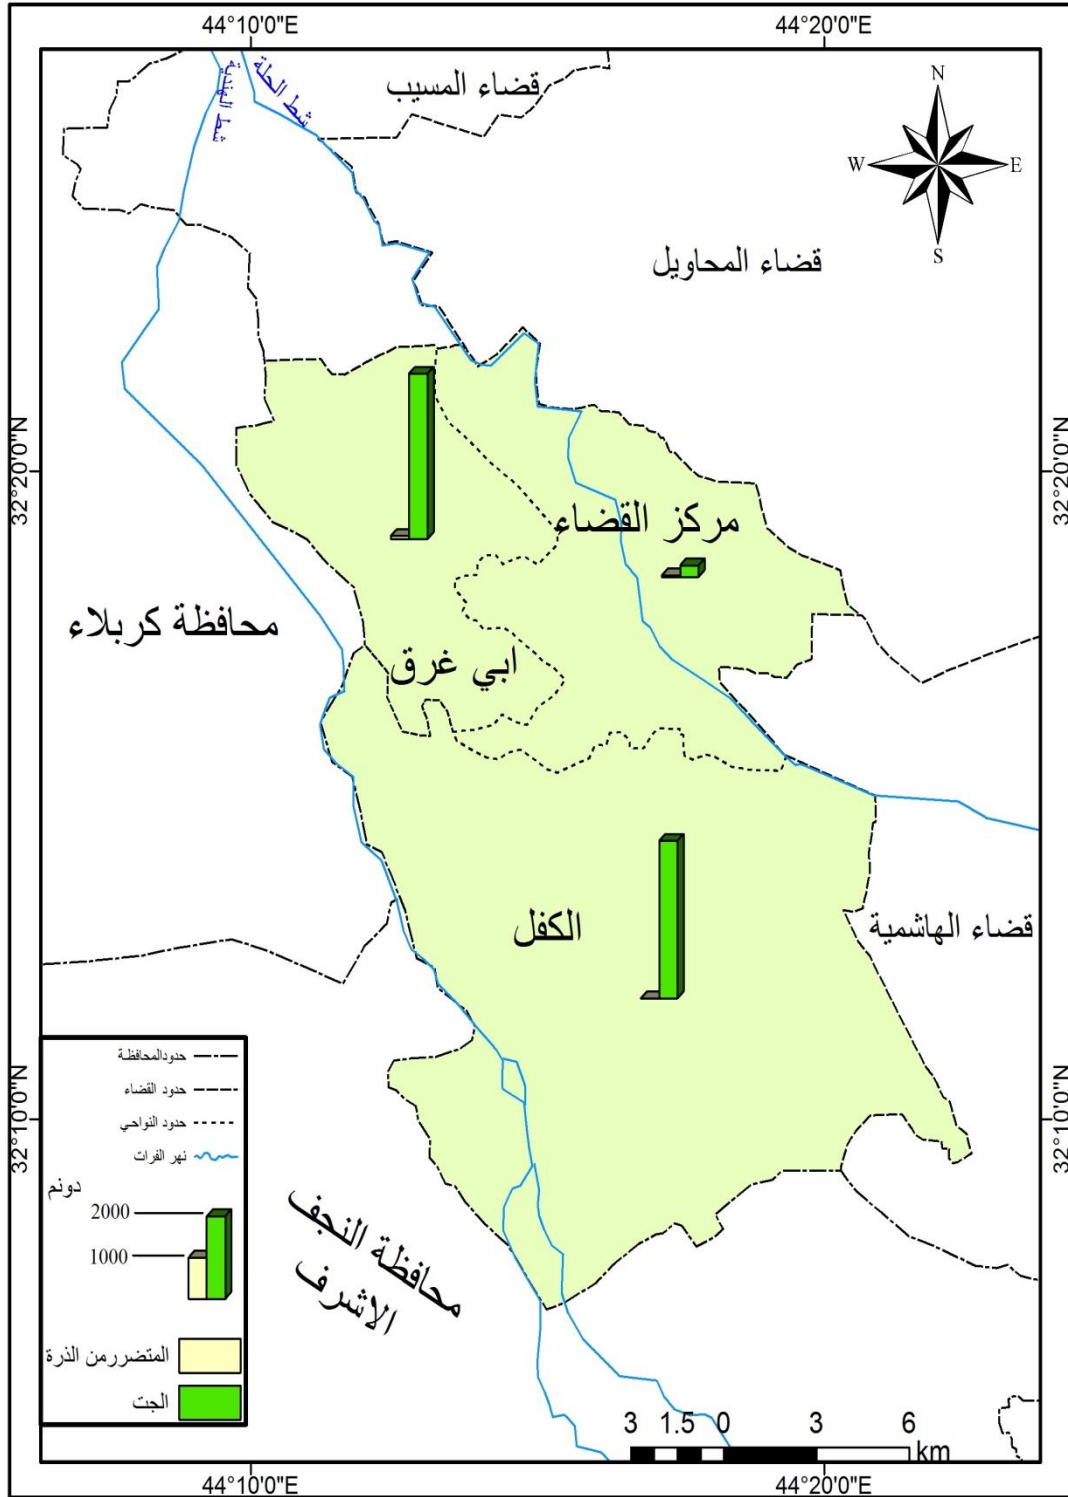 44°10'0"E
44°20'0"E
شط الهندية
شط الحلة
قضاء المسيب
N
W
E
S
قضاء المحاويل
32°20'0"N
32°20'0"N
مركز القضاء
محافظة كربلاء
ابي غرق
الكفل
قضاء الهاشمية
حدودالمحافظة
حدود القضاء
حدود النواحي
نهر الفرات
دونم
2000
1000
المتضررمن الذرة
الجت
32°10'0"N
32°10'0"N
محافظة النجف
الاشرف
3 1.5 0 3 6
km
44°10'0"E
44°20'0"E